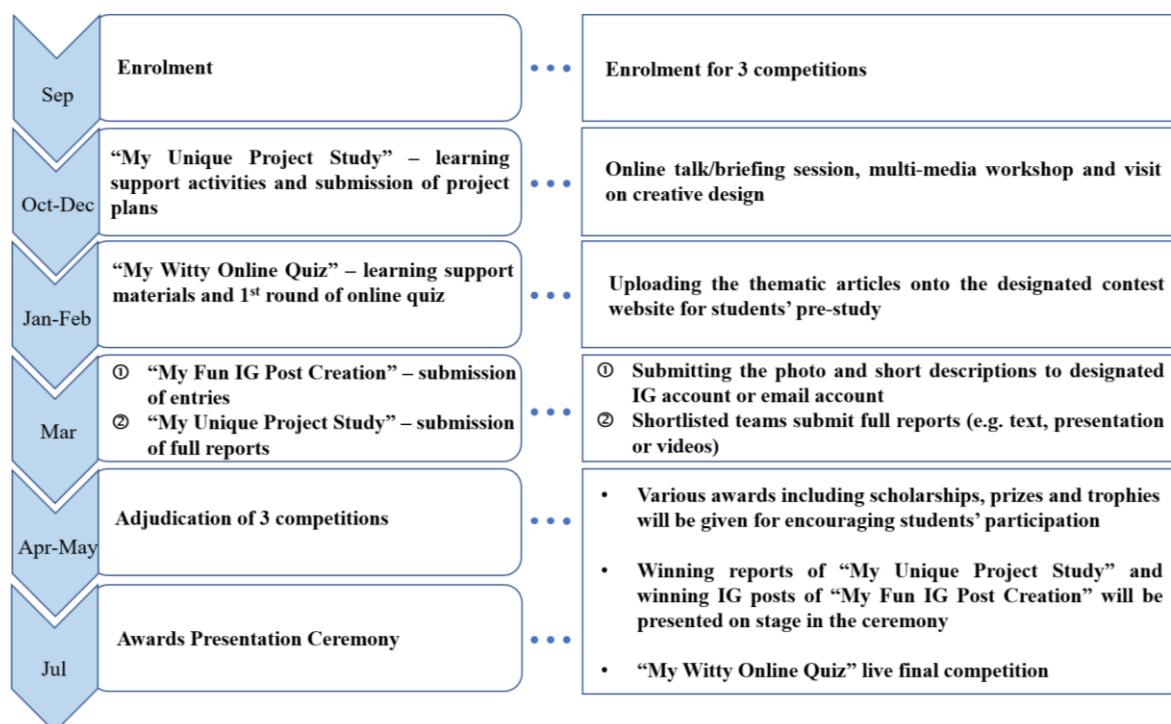 Sep
Enrolment
Enrolment for 3 competitions
Oct-Dec
“My Unique Project Study” – learning
support activities and submission of project
plans
Online talk/briefing session, multi-media workshop and visit
on creative design
Jan-Feb
“My Witty Online Quiz” – learning support
materials and 1st round of online quiz
Uploading the thematic articles onto the designated contest
website for students’ pre-study
Mar
① “My Fun IG Post Creation” – submission
of entries
② “My Unique Project Study” – submission
of full reports
① Submitting the photo and short descriptions to designated
IG account or email account
② Shortlisted teams submit full reports (e.g. text, presentation
or videos)
Apr-May
Adjudication of 3 competitions
Jul
Awards Presentation Ceremony
• Various awards including scholarships, prizes and trophies
will be given for encouraging students’ participation
• Winning reports of “My Unique Project Study” and
winning IG posts of “My Fun IG Post Creation” will be
presented on stage in the ceremony
• “My Witty Online Quiz” live final competition